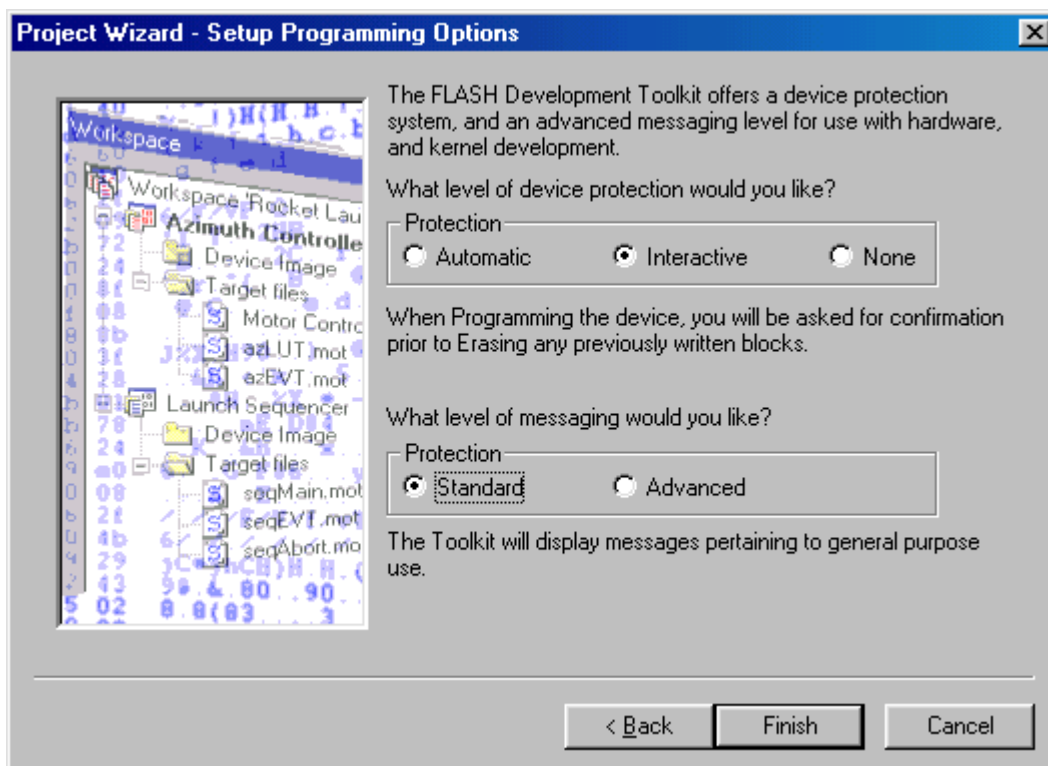 Project Wizard - Setup Programming Options
The FLASH Development Toolkit offers a device protection
system, and an advanced messaging level for use with hardware,
and kernel development.
What level of device protection would you like?
Protection
Automatic
Interactive
None
When Programming the device, you will be asked for confirmation
prior to Erasing any previously written blocks.
What level of messaging would you like?
Protection
Standard
Advanced
The Toolkit will display messages pertaining to general purpose
use.
Workspace
Workspace 'Rocket Lau
Azimuth Controlle
Device Image
Target files
Motor Contro
azLUT.mot
azEVT.mot
Launch Sequencer
Device Image
Target files
seqMain.mot
seqEVT.mot
seqAbort.mo
< Back
Finish
Cancel